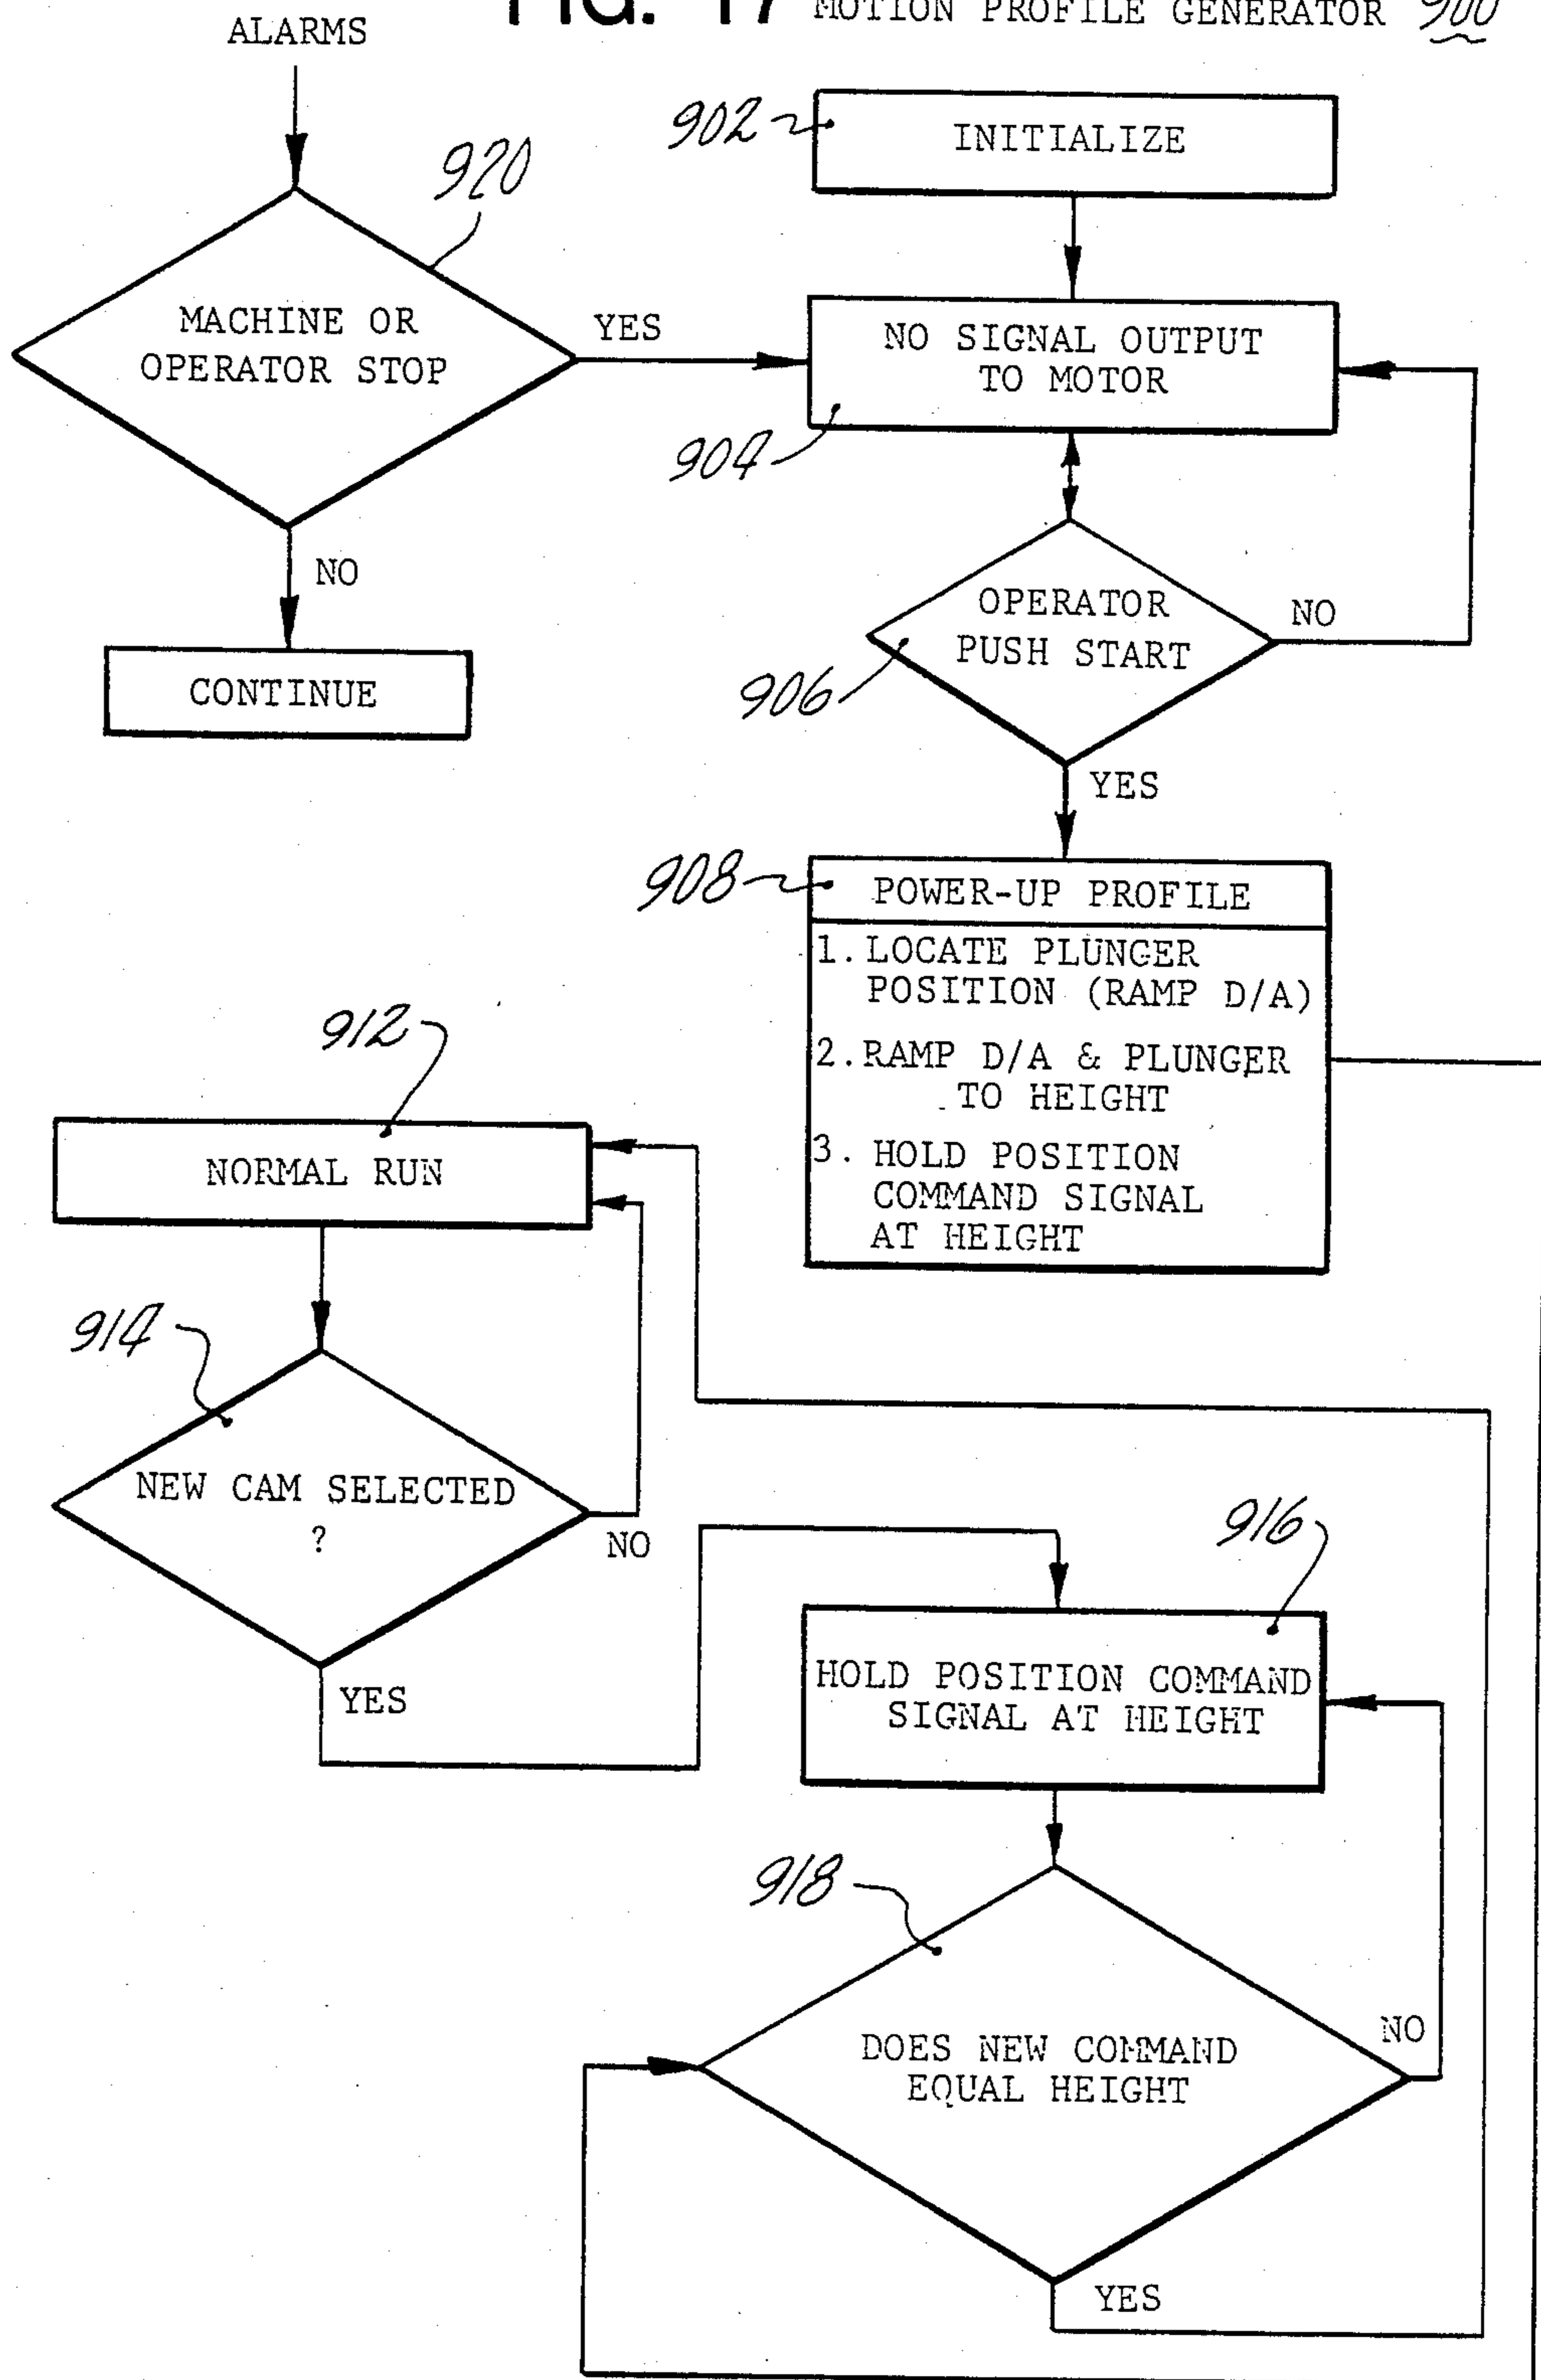 FIG. 17 MOTION PROFILE GENERATOR 900
ALARMS
920
MACHINE OR
OPERATOR STOP
YES
NO
CONTINUE
902
INITIALIZE
NO SIGNAL OUTPUT
TO MOTOR
904
OPERATOR
PUSH START
NO
906
YES
908
POWER-UP PROFILE
1. LOCATE PLUNGER
POSITION (RAMP D/A)
2. RAMP D/A & PLUNGER
TO HEIGHT
3. HOLD POSITION
COMMAND SIGNAL
AT HEIGHT
912
NORMAL RUN
914
NEW CAM SELECTED
?
NO
YES
916
HOLD POSITION COMMAND
SIGNAL AT HEIGHT
918
DOES NEW COMMAND
EQUAL HEIGHT
NO
YES